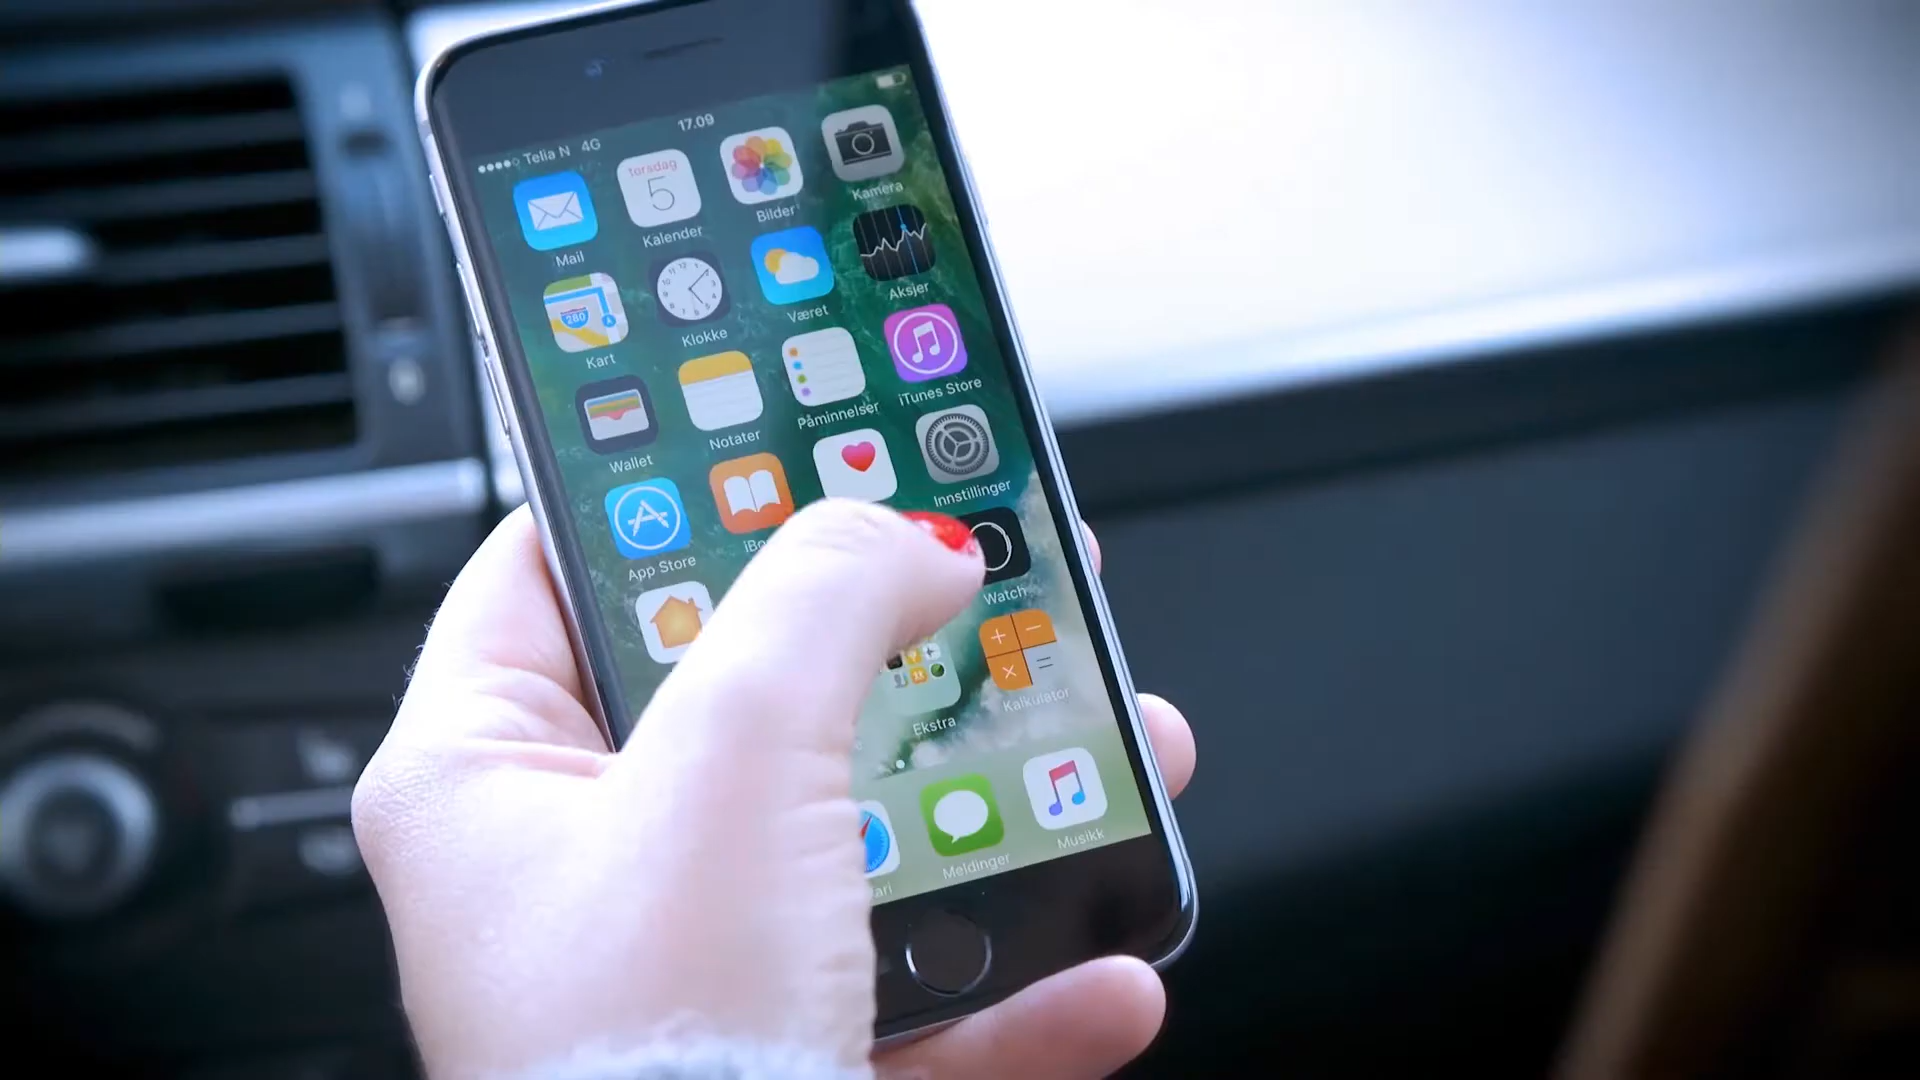 Telia N 4G
17.09
torsdag
5
Mail
Kalender
Bilder
Kamera
280
Kart
Klokke
Været
Aksjer
Wallet
Notater
Påminnelser
iTunes Store
App Store
Innstillinger
Watch
Ekstra
Kalkulator
Meldinger
Musikk